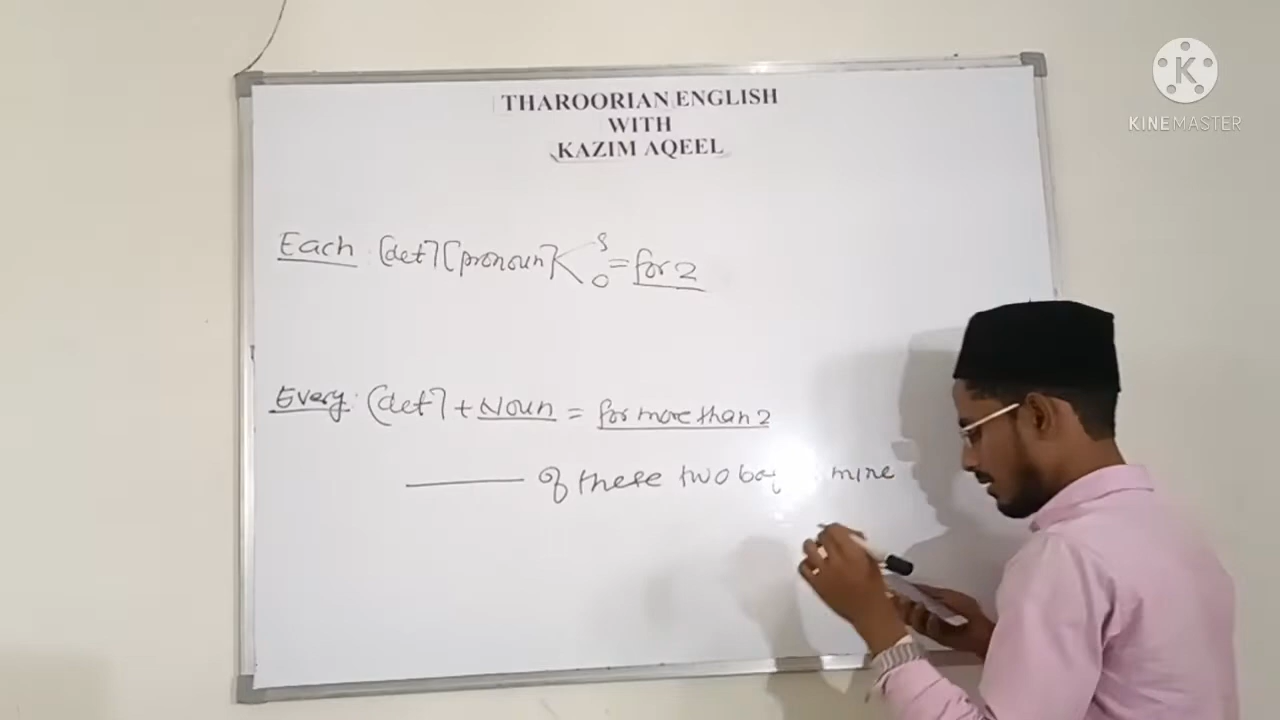 THAROORIAN ENGLISH
WITH
KAZIM AQEEL
KINEMASTER
Each : [det] [pronoun] < S O = for 2
Every : [det] + Noun = for more than 2
______ of these two mine